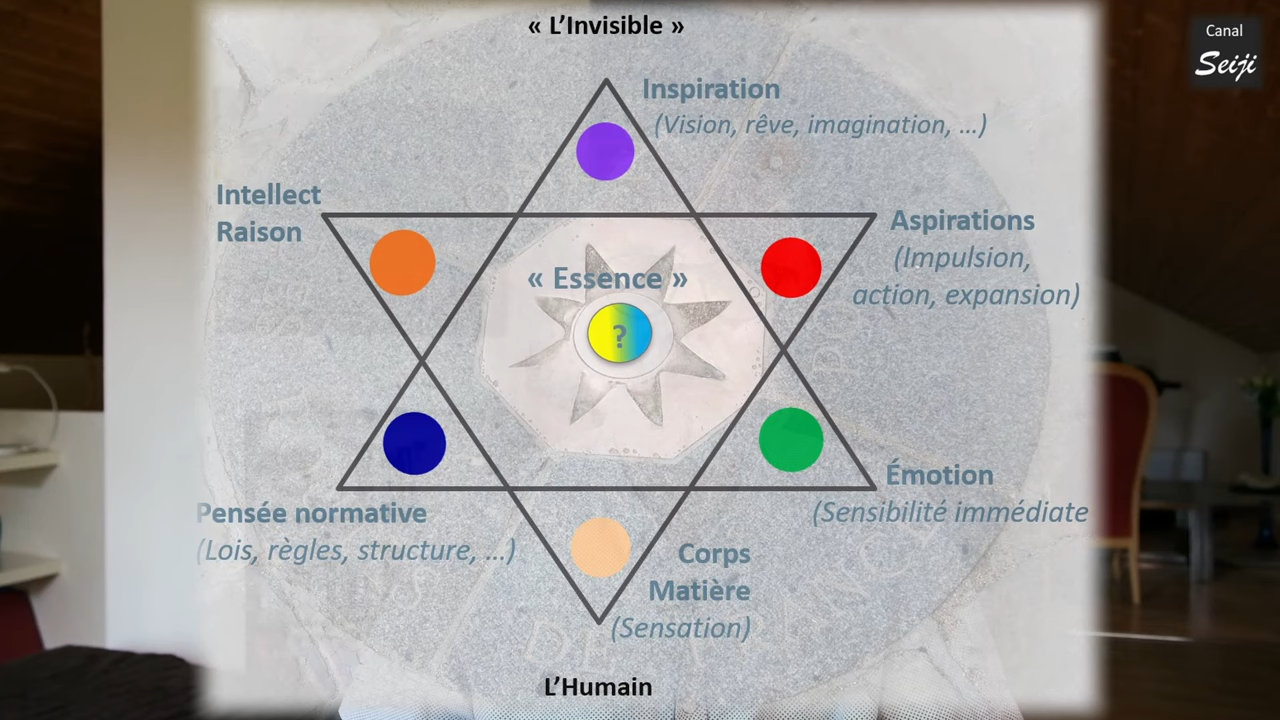 « L’Invisible »
Canal
Seiji
Inspiration
(Vision, rêve, imagination, ...)
Intellect
Raison
Aspirations
(Impulsion,
action, expansion)
« Essence »
?
Émotion
(Sensibilité immédiate
Pensée normative
(Lois, règles, structure, ...)
Corps
Matière
(Sensation)
L’Humain